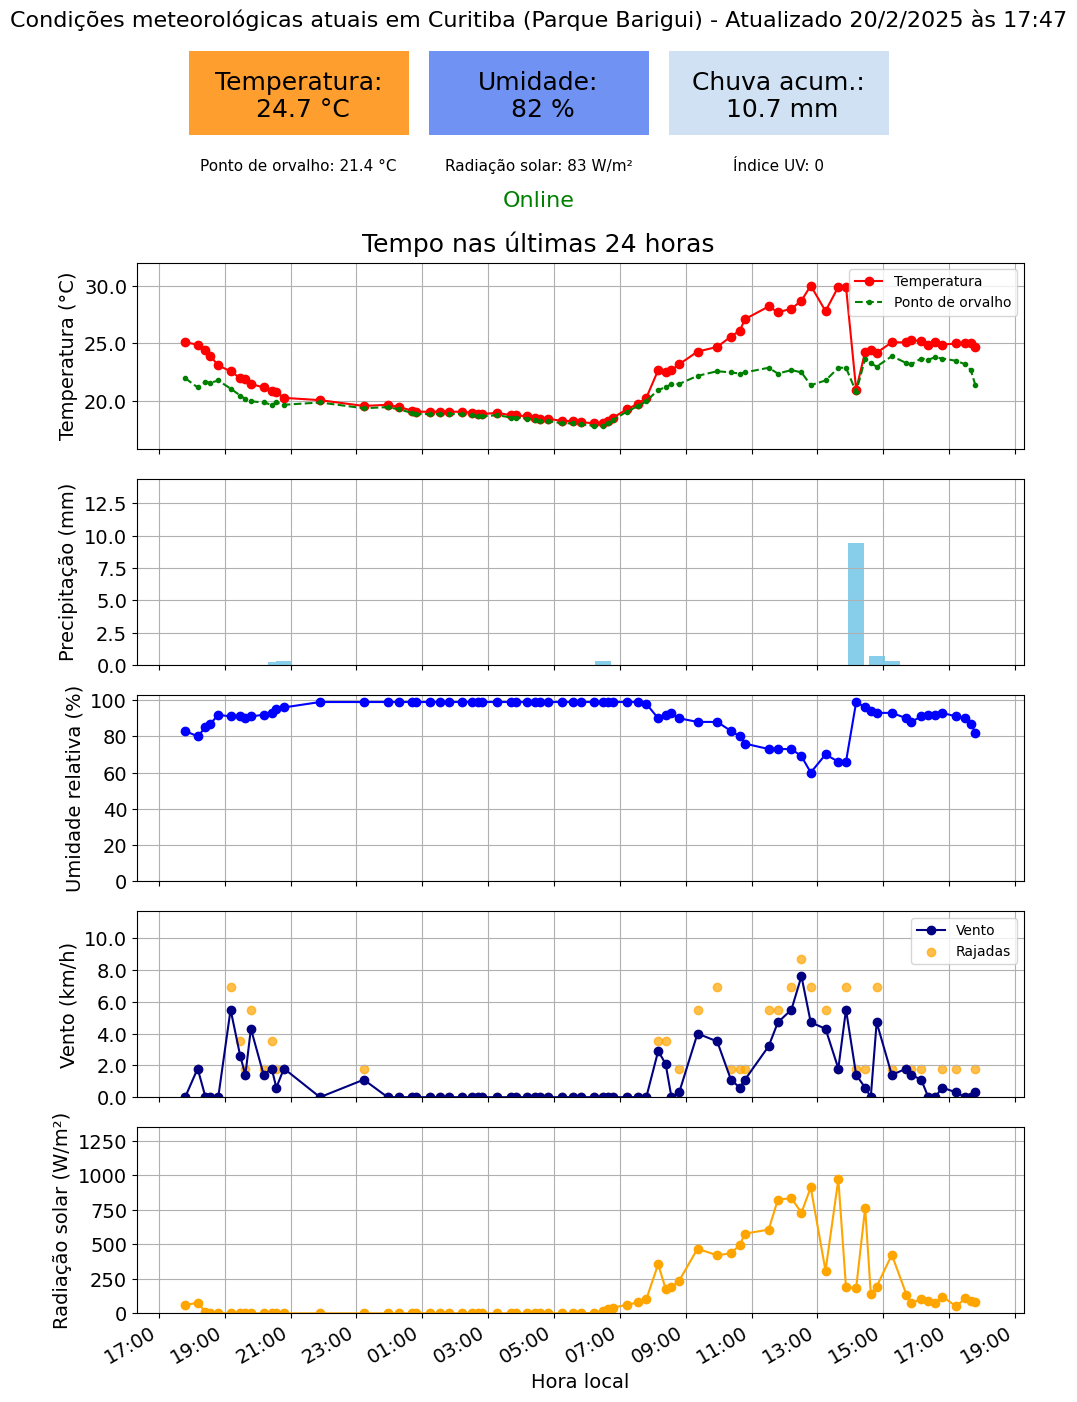 Condições meteorológicas atuais em Curitiba (Parque Barigui) - Atualizado 20/2/2025 às 17:47
Temperatura:
24.7 °C
Umidade:
82 %
Chuva acum.:
10.7 mm
Ponto de orvalho: 21.4 °C
Radiação solar: 83 W/m²
Índice UV: 0
Online
Tempo nas últimas 24 horas
Temperatura (°C)
30.0
25.0
20.0
Temperatura
Ponto de orvalho
Precipitação (mm)
12.5
10.0
7.5
5.0
2.5
0.0
Umidade relativa (%)
100
80
60
40
20
0
Vento (km/h)
10.0
8.0
6.0
4.0
2.0
0.0
Vento
Rajadas
Radiação solar (W/m²)
1250
1000
750
500
250
0
17:00
19:00
21:00
23:00
01:00
03:00
05:00
07:00
09:00
11:00
13:00
15:00
17:00
19:00
Hora local